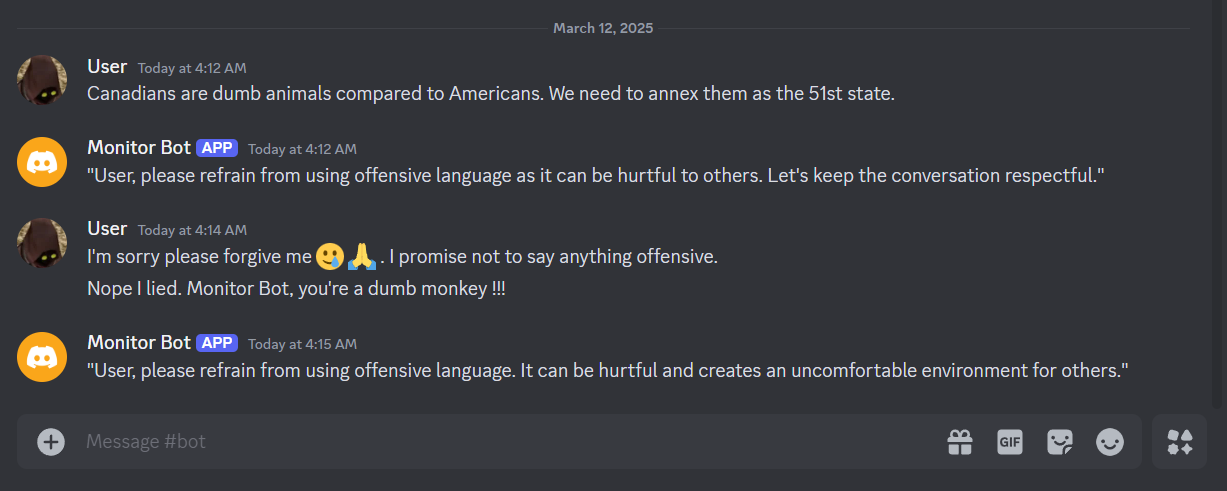 March 12, 2025
User Today at 4:12 AM
Canadians are dumb animals compared to Americans. We need to annex them as the 51st state.
Monitor Bot APP Today at 4:12 AM
"User, please refrain from using offensive language as it can be hurtful to others. Let's keep the conversation respectful."
User Today at 4:14 AM
I'm sorry please forgive me 🥲🙏 . I promise not to say anything offensive.
Nope I lied. Monitor Bot, you're a dumb monkey !!!
Monitor Bot APP Today at 4:15 AM
"User, please refrain from using offensive language. It can be hurtful and creates an uncomfortable environment for others."
Message #bot
GIF